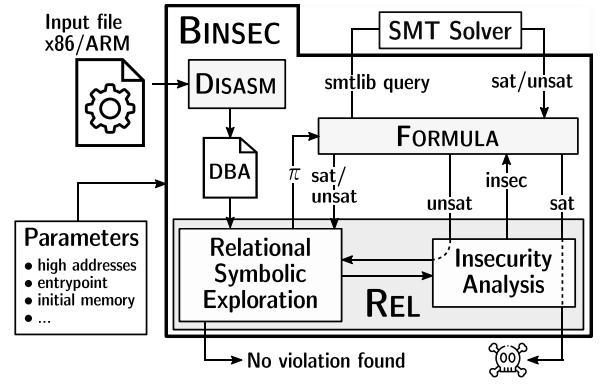 Input file
x86/ARM
BINSEC
SMT Solver
DISASM
smtlib query
sat/unsat
FORMULA
DBA
π
sat/
unsat
unsat
insec
sat
Parameters
• high addresses
• entrypoint
• initial memory
• ...
Relational
Symbolic
Exploration
Insecurity
Analysis
REL
No violation found